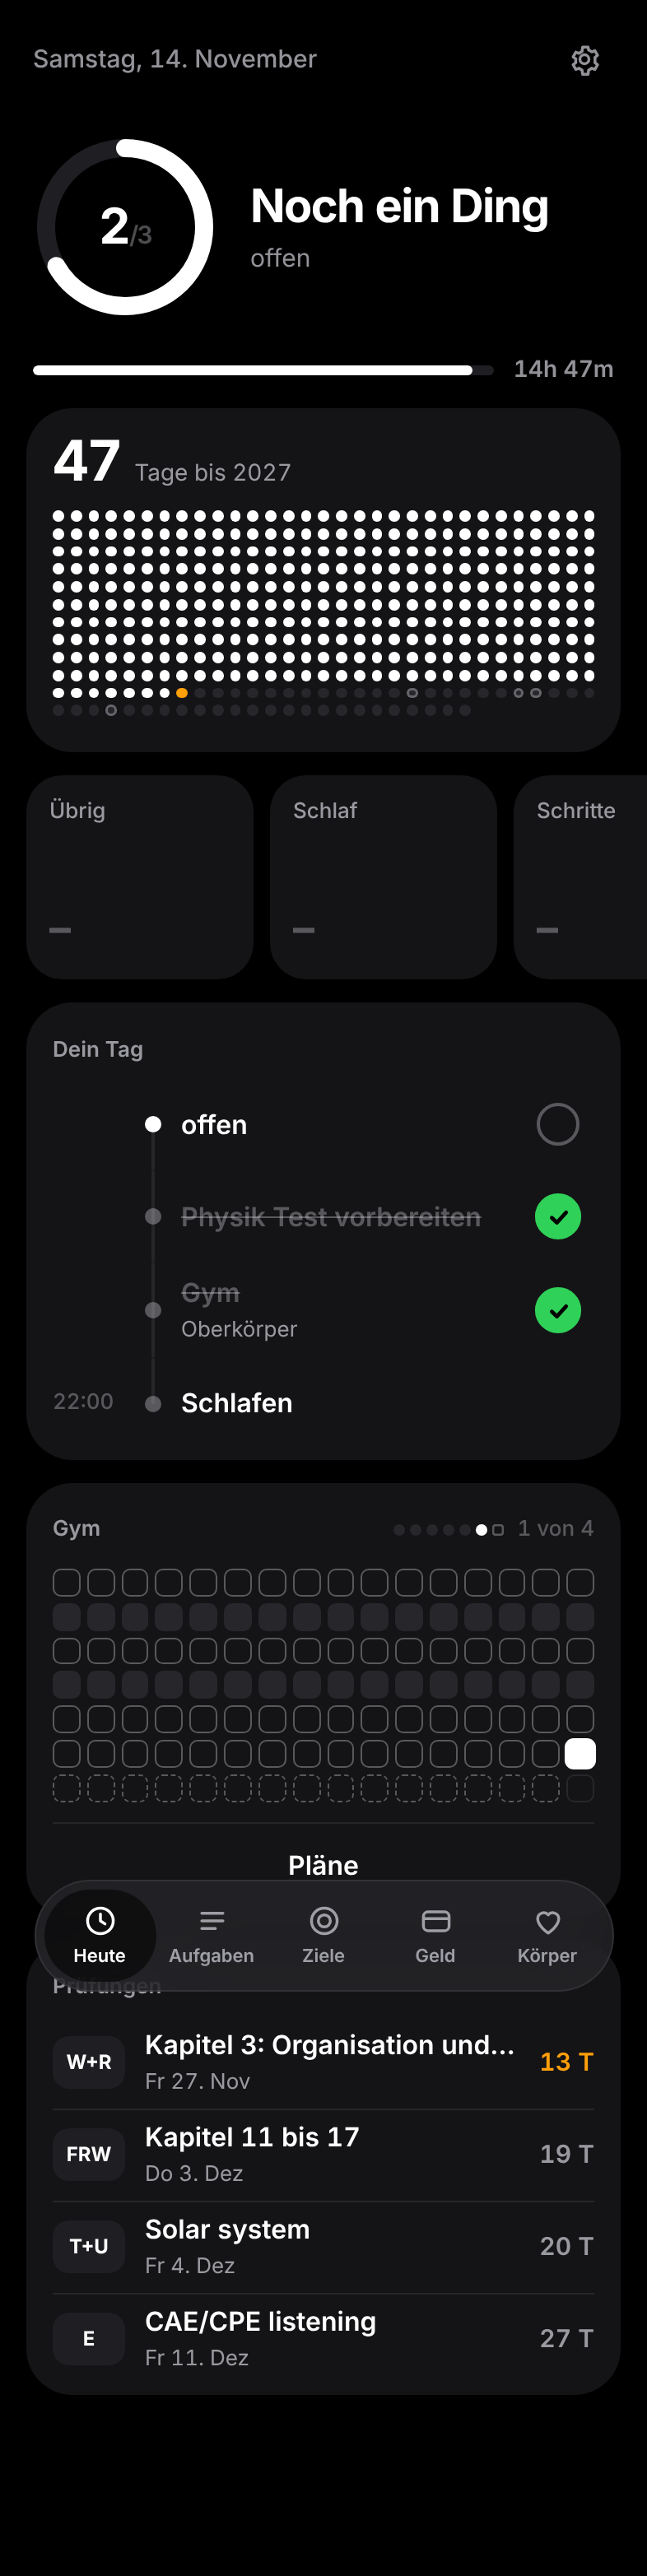 Samstag, 14. November
2/3
Noch ein Ding
offen
14h 47m
47 Tage bis 2027
Übrig
–
Schlaf
–
Schritte
–
Dein Tag
offen
Physik Test vorbereiten
Gym
Oberkörper
22:00 Schlafen
Gym
1 von 4
Pläne
Heute
Aufgaben
Ziele
Geld
Körper
Prüfungen
W+R
Kapitel 3: Organisation und...
Fr 27. Nov
13 T
FRW
Kapitel 11 bis 17
Do 3. Dez
19 T
T+U
Solar system
Fr 4. Dez
20 T
E
CAE/CPE listening
Fr 11. Dez
27 T